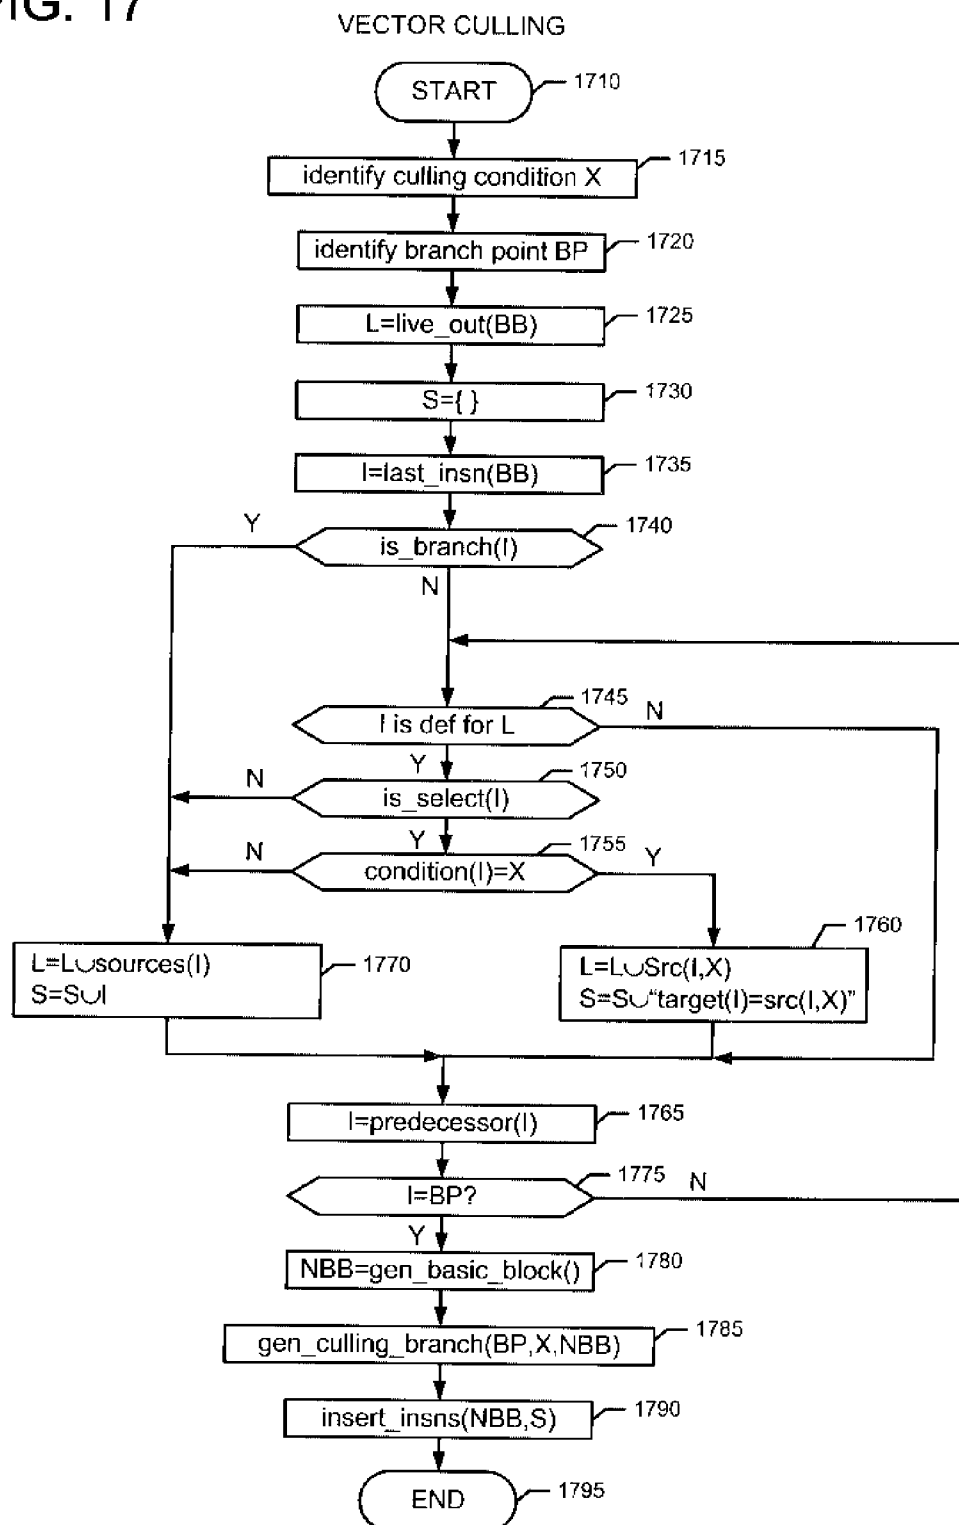 FIG. 17
VECTOR CULLING
START
1710
identify culling condition X
1715
identify branch point BP
1720
L=live_out(BB)
1725
S={ }
1730
I=last_insn(BB)
1735
Y
is_branch(I)
1740
N
I is def for L
1745
N
Y
N
is_select(I)
1750
Y
N
condition(I)=X
1755
Y
L=L∪sources(I)
S=S∪I
1770
L=L∪Src(I,X)
S=S∪“target(I)=src(I,X)”
1760
I=predecessor(I)
1765
I=BP?
1775
N
Y
NBB=gen_basic_block()
1780
gen_culling_branch(BP,X,NBB)
1785
insert_insns(NBB,S)
1790
END
1795